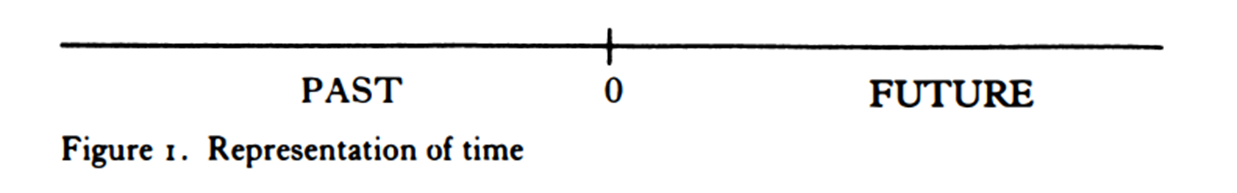 PAST 0 FUTURE
Figure 1. Representation of time